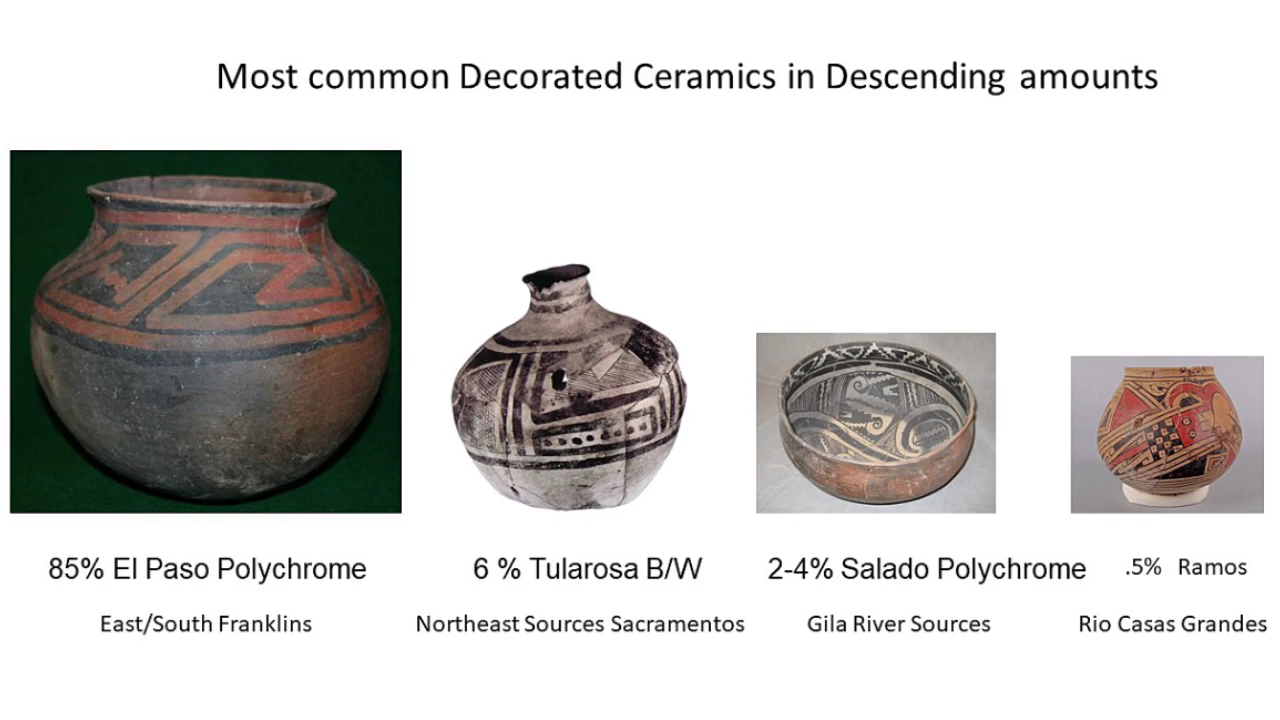 Most common Decorated Ceramics in Descending amounts
85% El Paso Polychrome
East/South Franklins
6 % Tularosa B/W
Northeast Sources Sacramentos
2-4% Salado Polychrome
Gila River Sources
.5% Ramos
Rio Casas Grandes